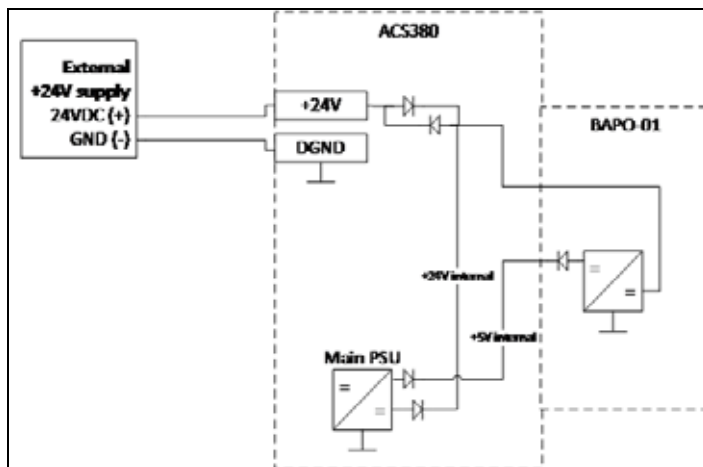 ACS380
External
+24V supply
24VDC (+)
GND (-)
+24V
DGND
BAPO-01
+24V internal
+5V internal
Main PSU